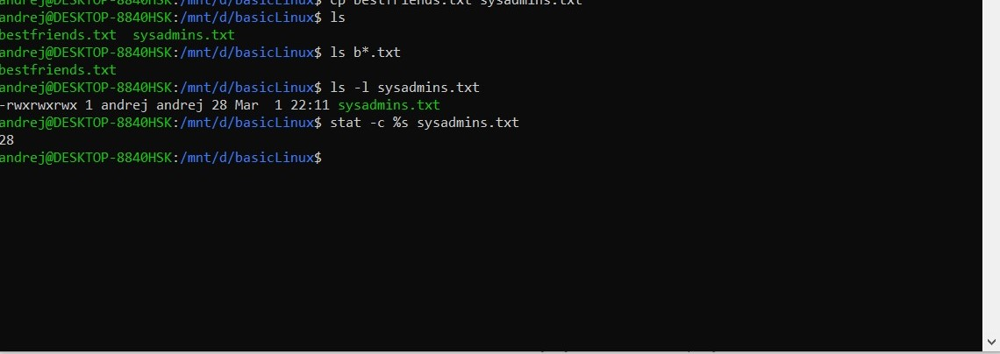 andrej@DESKTOP-8840HSK:/mnt/d/basicLinux$ cp bestfriends.txt sysadmins.txt
andrej@DESKTOP-8840HSK:/mnt/d/basicLinux$ ls
bestfriends.txt  sysadmins.txt
andrej@DESKTOP-8840HSK:/mnt/d/basicLinux$ ls b*.txt
bestfriends.txt
andrej@DESKTOP-8840HSK:/mnt/d/basicLinux$ ls -l sysadmins.txt
-rwxrwxrwx 1 andrej andrej 28 Mar  1 22:11 sysadmins.txt
andrej@DESKTOP-8840HSK:/mnt/d/basicLinux$ stat -c %s sysadmins.txt
28
andrej@DESKTOP-8840HSK:/mnt/d/basicLinux$